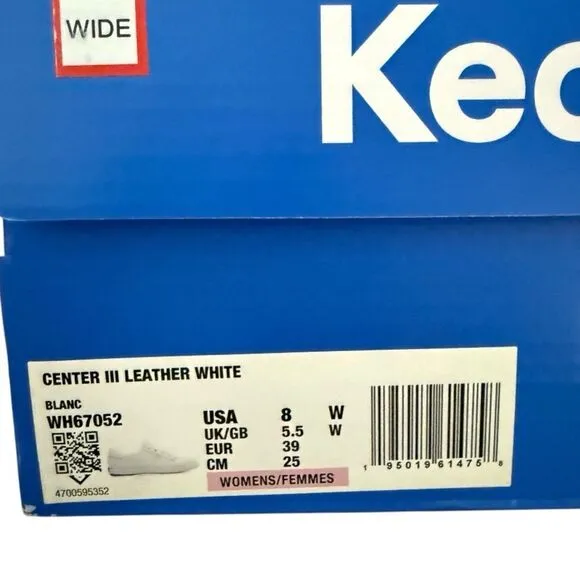 WIDE
Ked
CENTER III LEATHER WHITE
BLANC
WH67052
USA 8 W
UK/GB 5.5 W
EUR 39
CM 25
WOMENS/FEMMES
4700595352
1 95019 61475 8